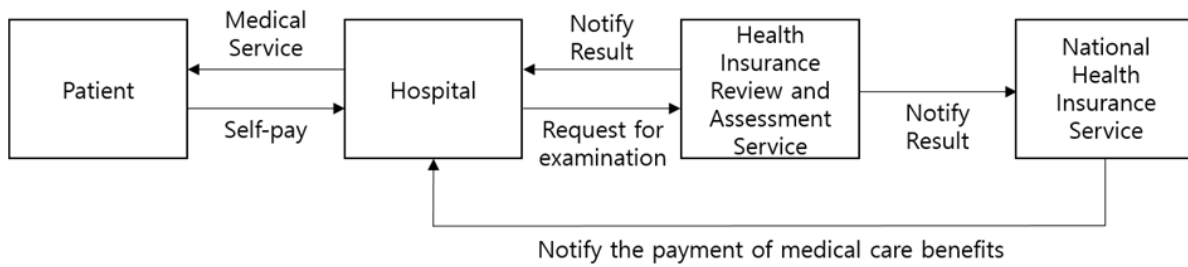 Patient
Medical
Service
Self-pay
Hospital
Notify
Result
Request for
examination
Health
Insurance
Review and
Assessment
Service
Notify
Result
National
Health
Insurance
Service
Notify the payment of medical care benefits